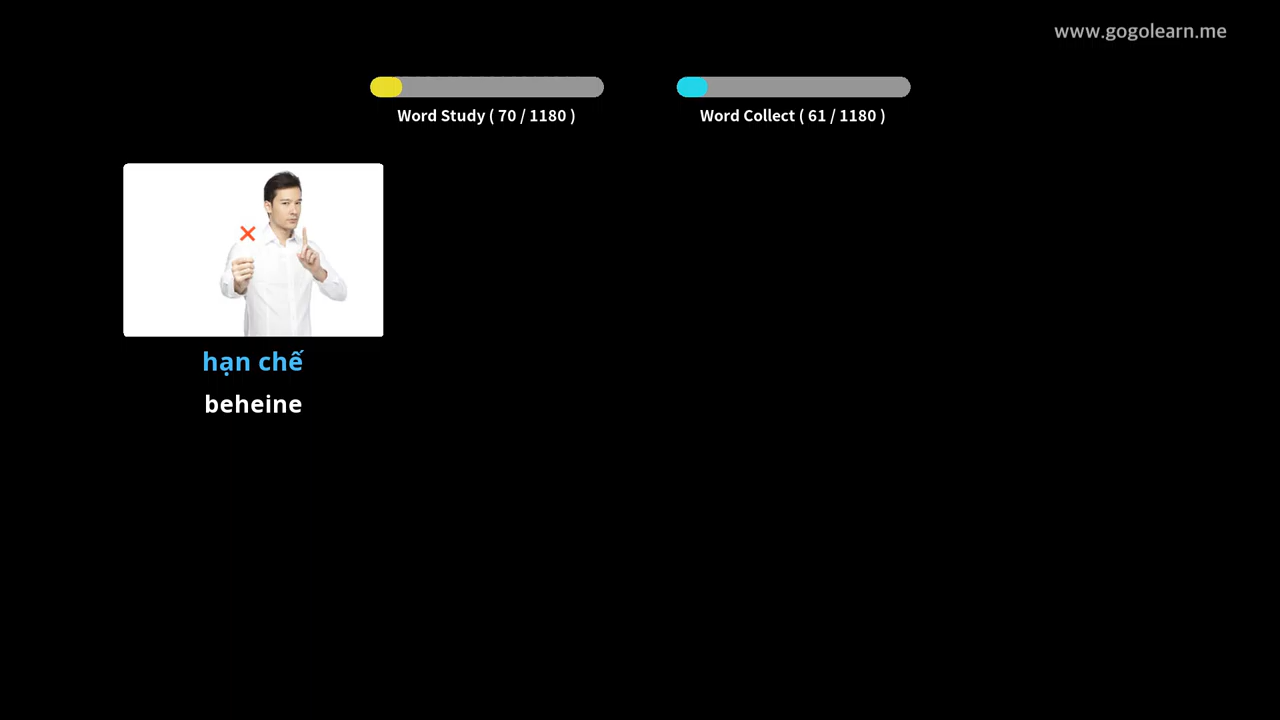 www.gogolearn.me
Word Study ( 70 / 1180 )
Word Collect ( 61 / 1180 )
hạn chế
beheine